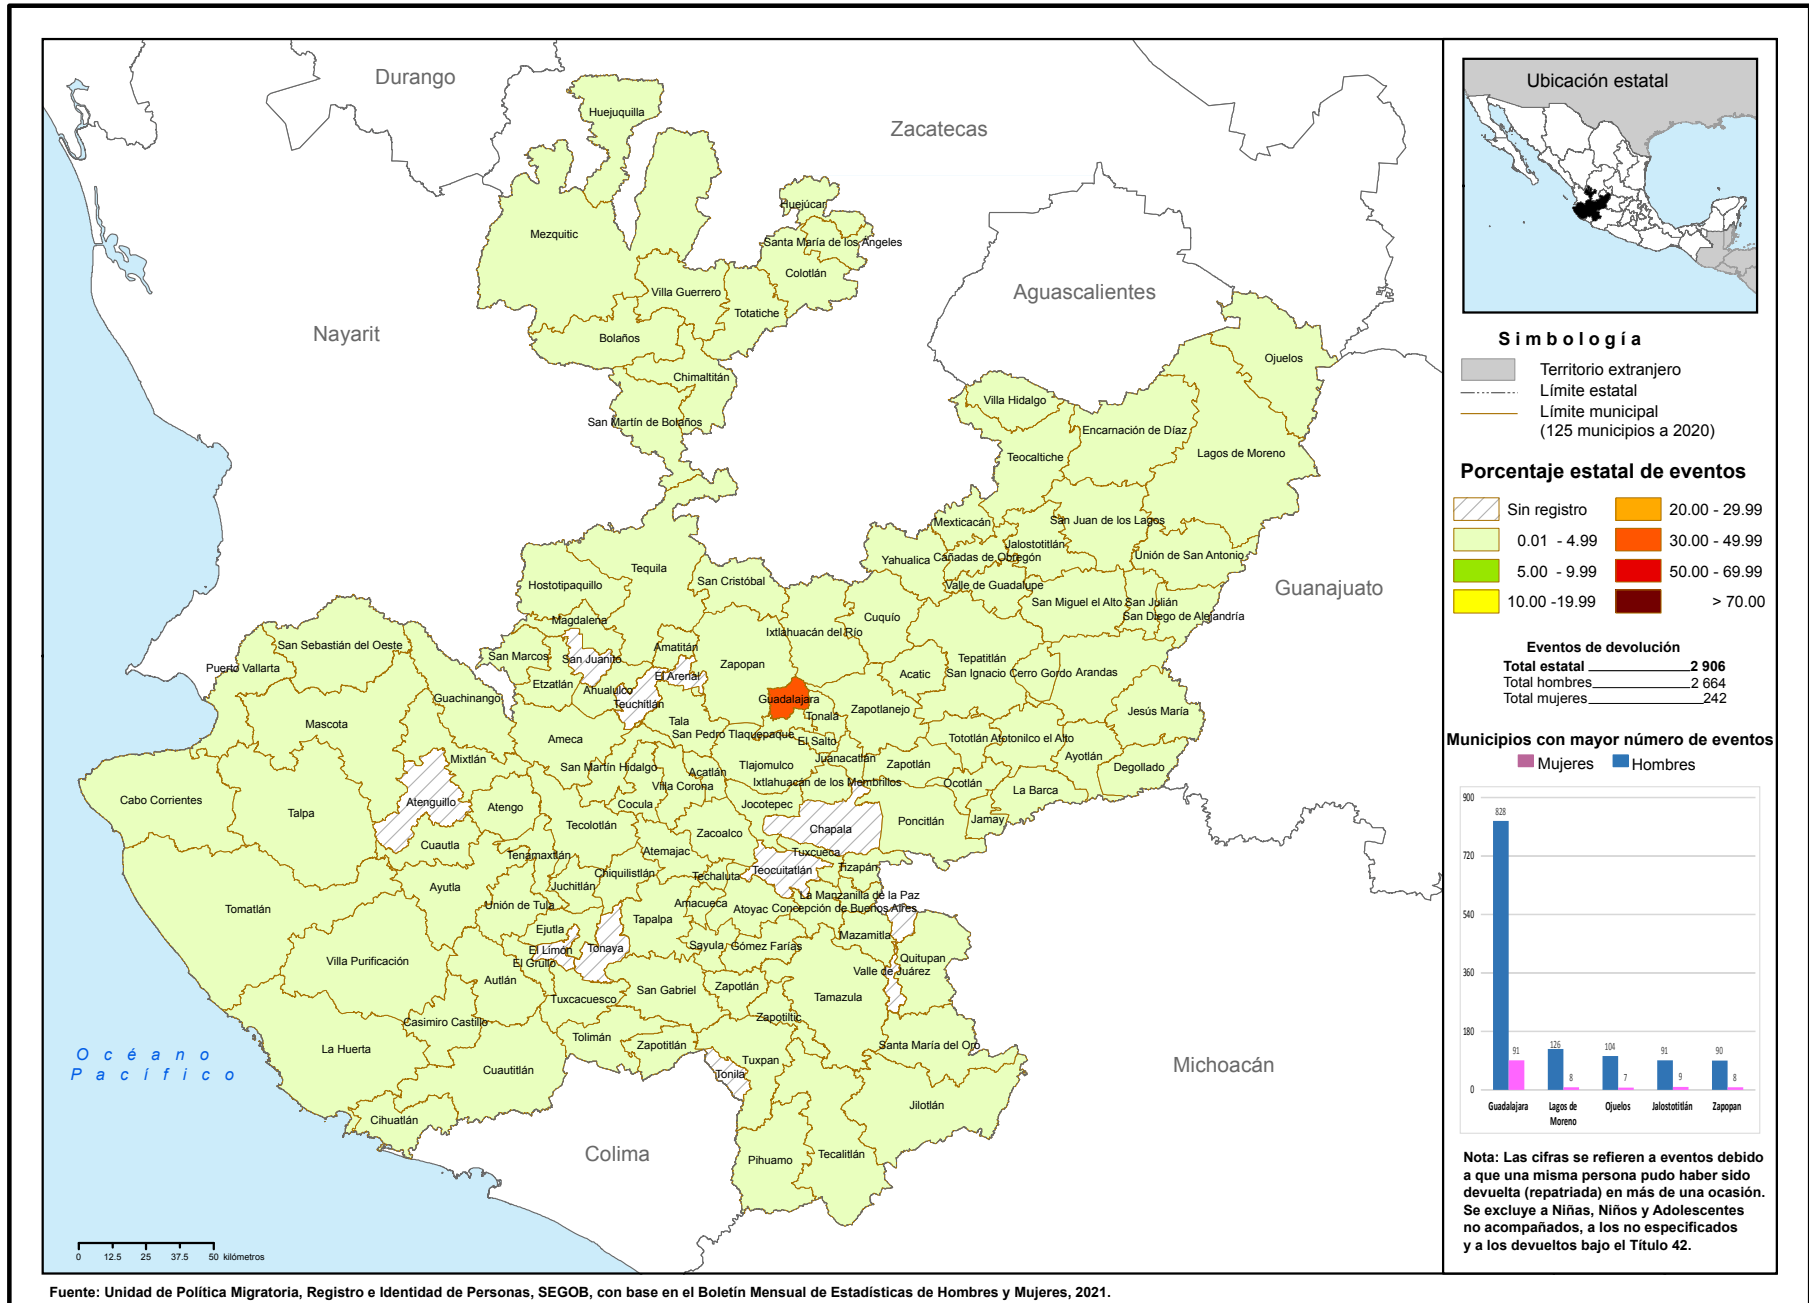 Durango
Zacatecas
Nayarit
Aguascalientes
Guanajuato
Michoacán
Colima
Océano
Pacífico
Huejuquilla
Mezquitic
Huejúcar
Santa María de los Ángeles
Colotlán
Villa Guerrero
Totatiche
Bolaños
Chimaltitán
San Martín de Bolaños
Ojuelos
Villa Hidalgo
Encarnación de Díaz
Lagos de Moreno
Teocaltiche
San Juan de los Lagos
Mexticacán
Jalostotitlán
Cañadas de Obregón
Unión de San Antonio
Yahualica
Valle de Guadalupe
San Miguel el Alto
San Julián
San Diego de Alejandría
Tequila
Hostotipaquillo
San Cristóbal
Cuquío
Ixtlahuacán del Río
Magdalena
San Marcos
San Juanito
Amatitán
Zapopan
Tepatitlán
Acatic
San Ignacio Cerro Gordo
Arandas
Etzatlán
Ahualulco
El Arenal
Teuchitlán
Guadalajara
Tonalá
Zapotlanejo
Jesús María
San Sebastián del Oeste
Puerto Vallarta
Guachinango
Mascota
Ameca
Tala
San Pedro Tlaquepaque
El Salto
Tototlán
Atotonilco el Alto
Ayotlán
Degollado
Mixtlán
San Martín Hidalgo
Acatlán
Tlajomulco
Juanacatlán
Zapotlán
Villa Corona
Ixtlahuacán de los Membrillos
Ocotlán
La Barca
Cabo Corrientes
Talpa
Atenguillo
Atengo
Cocula
Jocotepec
Chapala
Poncitlán
Jamay
Tecolotlán
Zacoalco
Cuautla
Tenamaxtlán
Atemajac
Tuxcueca
Teocuitatlán
Tizapán
Ayutla
Juchitlán
Chiquilistlán
Techaluta
La Manzanilla de la Paz
Tomatlán
Unión de Tula
Tapalpa
Amacueca
Atoyac
Concepción de Buenos Aires
Ejutla
Mazamitla
El Limón
Tonaya
Sayula
Gómez Farías
Quitupan
Villa Purificación
El Grullo
Valle de Juárez
Autlán
San Gabriel
Zapotlán
Tamazula
Tuxcacuesco
Zapotiltic
Casimiro Castillo
La Huerta
Tolimán
Zapotitlán
Tuxpan
Santa María del Oro
Cuautitlán
Tonila
Jilotlán
Cihuatlán
Pihuamo
Tecalitlán
0 12.5 25 37.5 50 kilómetros
Ubicación estatal
Simbología
Territorio extranjero
Límite estatal
Límite municipal
(125 municipios a 2020)
Porcentaje estatal de eventos
Sin registro
0.01 - 4.99
5.00 - 9.99
10.00 -19.99
20.00 - 29.99
30.00 - 49.99
50.00 - 69.99
> 70.00
Eventos de devolución
Total estatal 2 906
Total hombres 2 664
Total mujeres 242
Municipios con mayor número de eventos
Mujeres Hombres
900
720
540
360
180
0
828 91
126 8
104 7
91 9
90 8
Guadalajara
Lagos de
Moreno
Ojuelos
Jalostotitlán
Zapopan
Nota: Las cifras se refieren a eventos debido
a que una misma persona pudo haber sido
devuelta (repatriada) en más de una ocasión.
Se excluye a Niñas, Niños y Adolescentes
no acompañados, a los no especificados
y a los devueltos bajo el Título 42.
Fuente: Unidad de Política Migratoria, Registro e Identidad de Personas, SEGOB, con base en el Boletín Mensual de Estadísticas de Hombres y Mujeres, 2021.